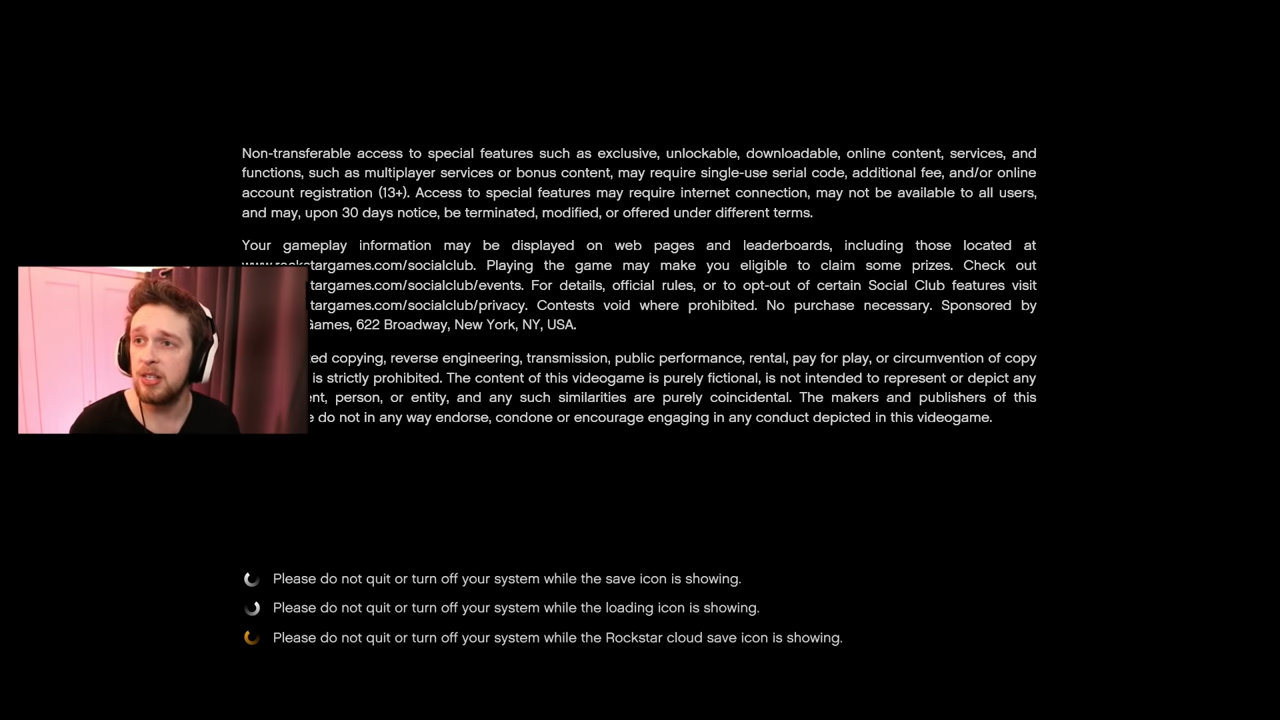 Non-transferable access to special features such as exclusive, unlockable, downloadable, online content, services, and
functions, such as multiplayer services or bonus content, may require single-use serial code, additional fee, and/or online
account registration (13+). Access to special features may require internet connection, may not be available to all users,
and may, upon 30 days notice, be terminated, modified, or offered under different terms.
Your gameplay information may be displayed on web pages and leaderboards, including those located at
www.rockstargames.com/socialclub. Playing the game may make you eligible to claim some prizes. Check out
targames.com/socialclub/events. For details, official rules, or to opt-out of certain Social Club features visit
targames.com/socialclub/privacy. Contests void where prohibited. No purchase necessary. Sponsored by
Games, 622 Broadway, New York, NY, USA.
ed copying, reverse engineering, transmission, public performance, rental, pay for play, or circumvention of copy
is strictly prohibited. The content of this videogame is purely fictional, is not intended to represent or depict any
ent, person, or entity, and any such similarities are purely coincidental. The makers and publishers of this
e do not in any way endorse, condone or encourage engaging in any conduct depicted in this videogame.
Please do not quit or turn off your system while the save icon is showing.
Please do not quit or turn off your system while the loading icon is showing.
Please do not quit or turn off your system while the Rockstar cloud save icon is showing.